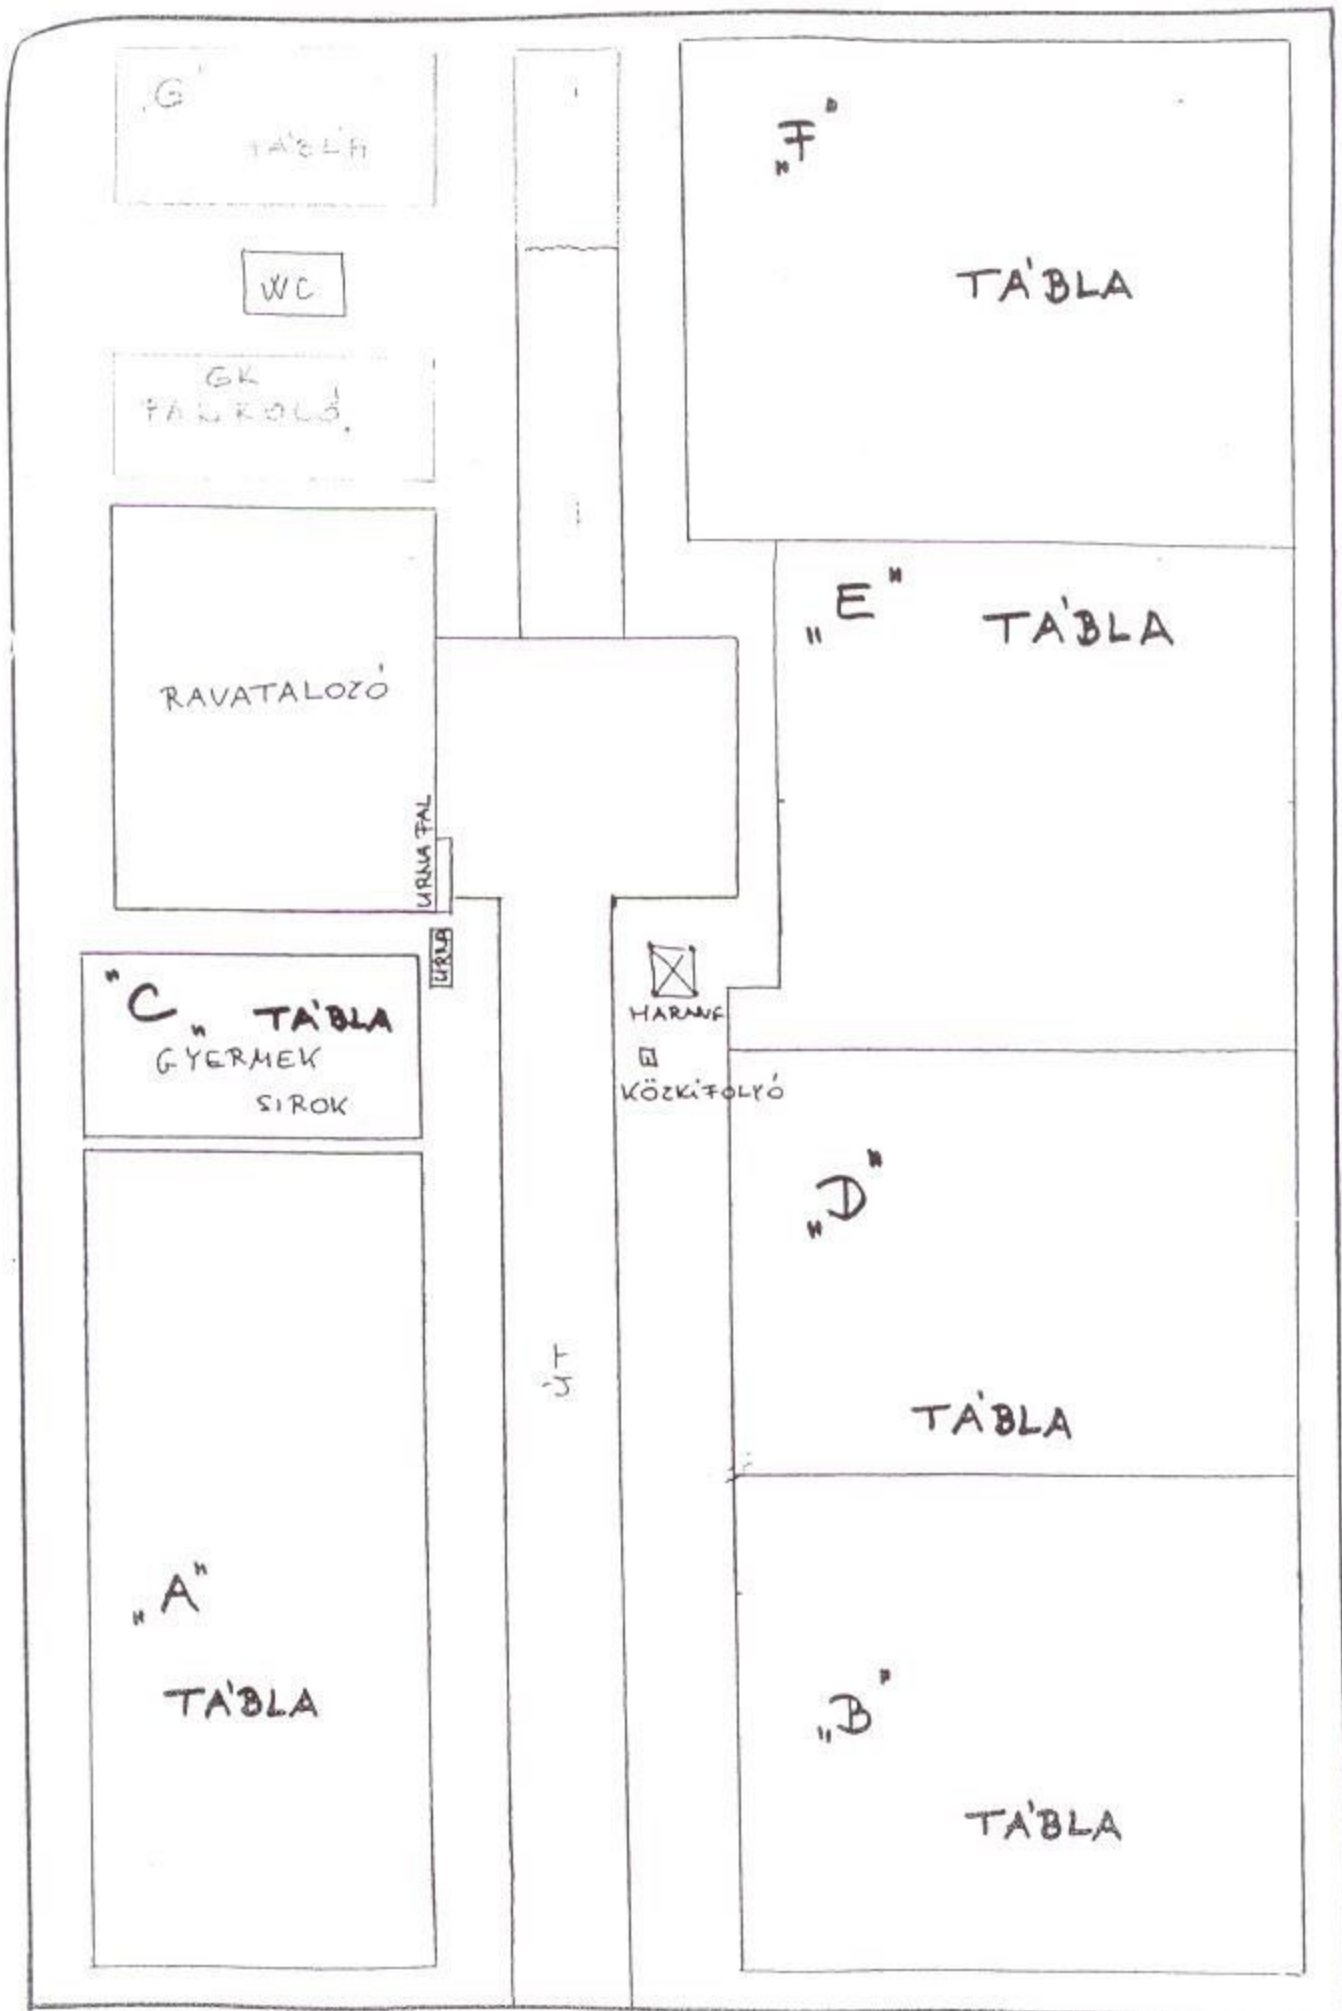 „G"
TÁBLA
„F"
TÁBLA
WC
GK
PARKOLÓ
„E" TÁBLA
RAVATALOZÓ
URNA FAL
URNA
"C„ TÁBLA
GYERMEK
SIROK
HARANG
KÖZKIFOLYÓ
„D"
TÁBLA
ÚT
„A"
TÁBLA
„B"
TÁBLA